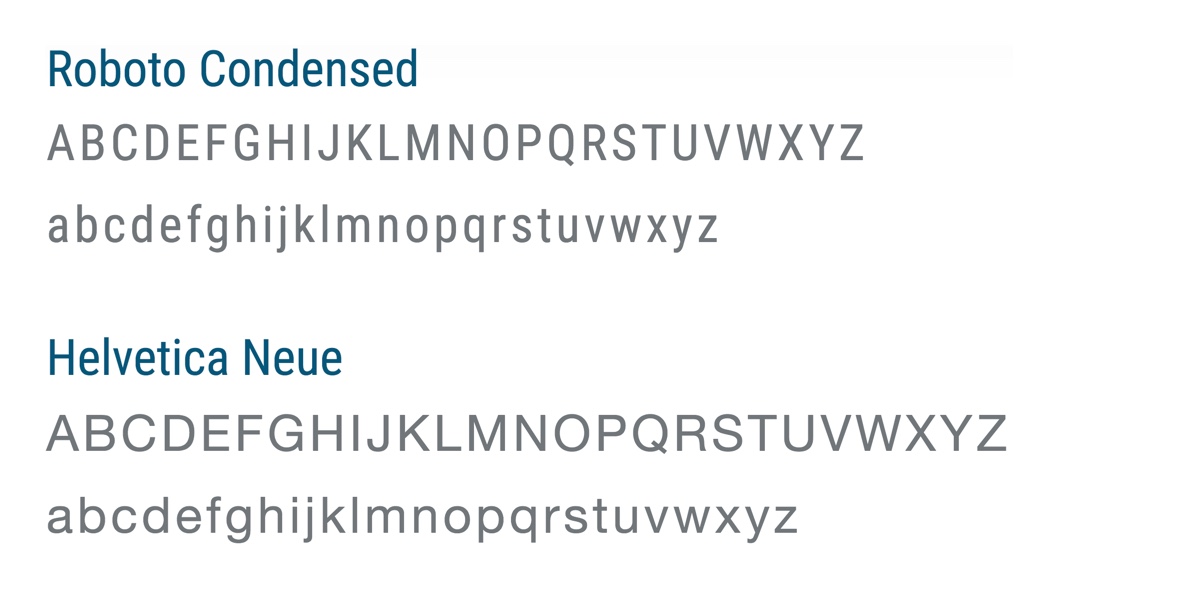 Roboto Condensed
ABCDEFGHIJKLMNOPQRSTUVWXYZ
abcdefghijklmnopqrstuvwxyz
Helvetica Neue
ABCDEFGHIJKLMNOPQRSTUVWXYZ
abcdefghijklmnopqrstuvwxyz